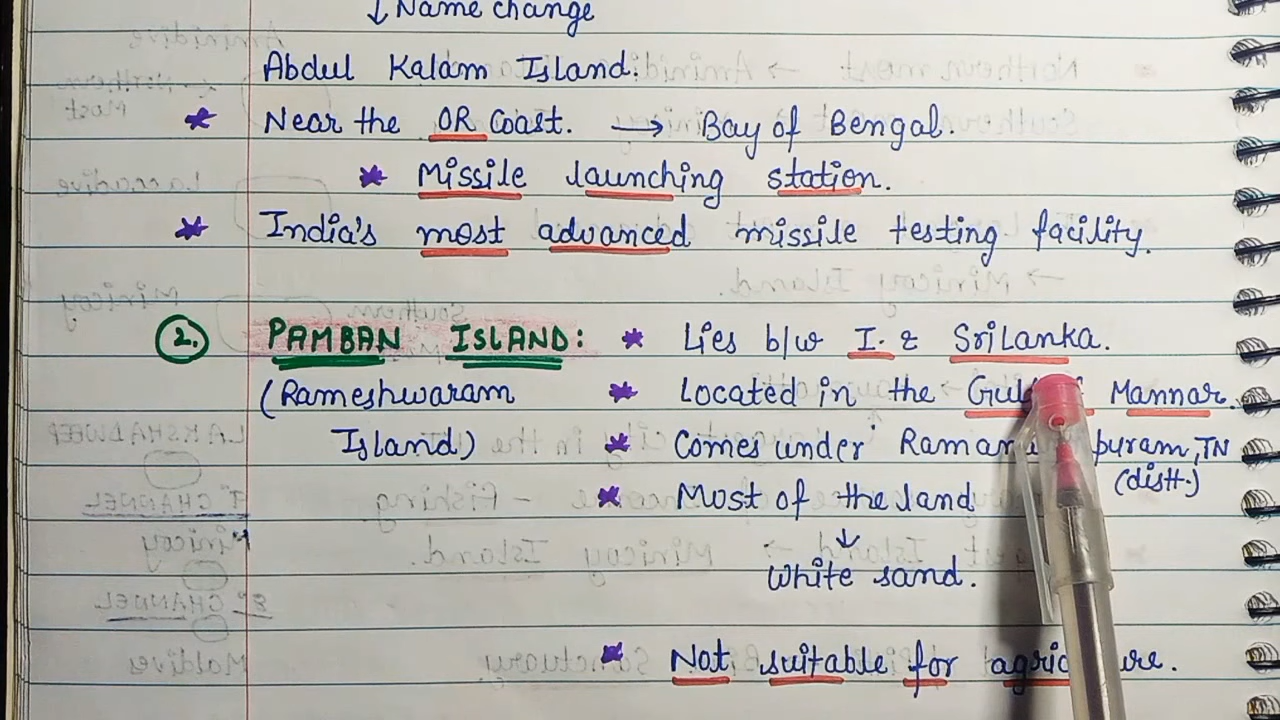 ↓ Name change
Abdul Kalam Island.
* Near the OR coast. → Bay of Bengal.
* Missile launching station.
* India's most advanced missile testing facility.
2. PAMBAN ISLAND: * Lies b/w I. & SriLanka.
(Rameshwaram * Located in the Mannar.
Island) * Comes under puram, TN
(distt.)
* Most of the land
↓
White sand.
* Not suitable for